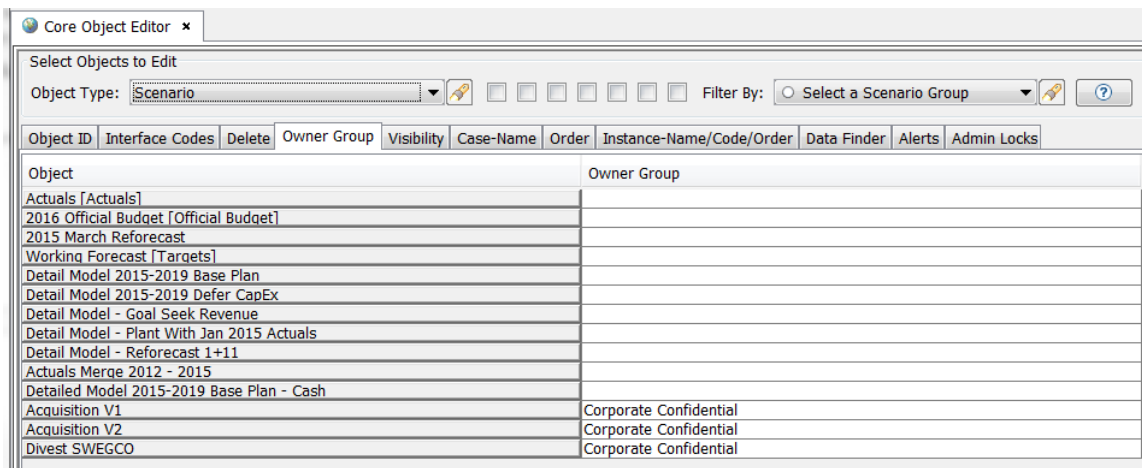 Core Object Editor ×
Select Objects to Edit
Object Type: Scenario Filter By: Select a Scenario Group ?
Object ID Interface Codes Delete Owner Group Visibility Case-Name Order Instance-Name/Code/Order Data Finder Alerts Admin Locks
Object Owner Group
Actuals [Actuals]
2016 Official Budget [Official Budget]
2015 March Reforecast
Working Forecast [Targets]
Detail Model 2015-2019 Base Plan
Detail Model 2015-2019 Defer CapEx
Detail Model - Goal Seek Revenue
Detail Model - Plant With Jan 2015 Actuals
Detail Model - Reforecast 1+11
Actuals Merge 2012 - 2015
Detailed Model 2015-2019 Base Plan - Cash
Acquisition V1 Corporate Confidential
Acquisition V2 Corporate Confidential
Divest SWEGCO Corporate Confidential